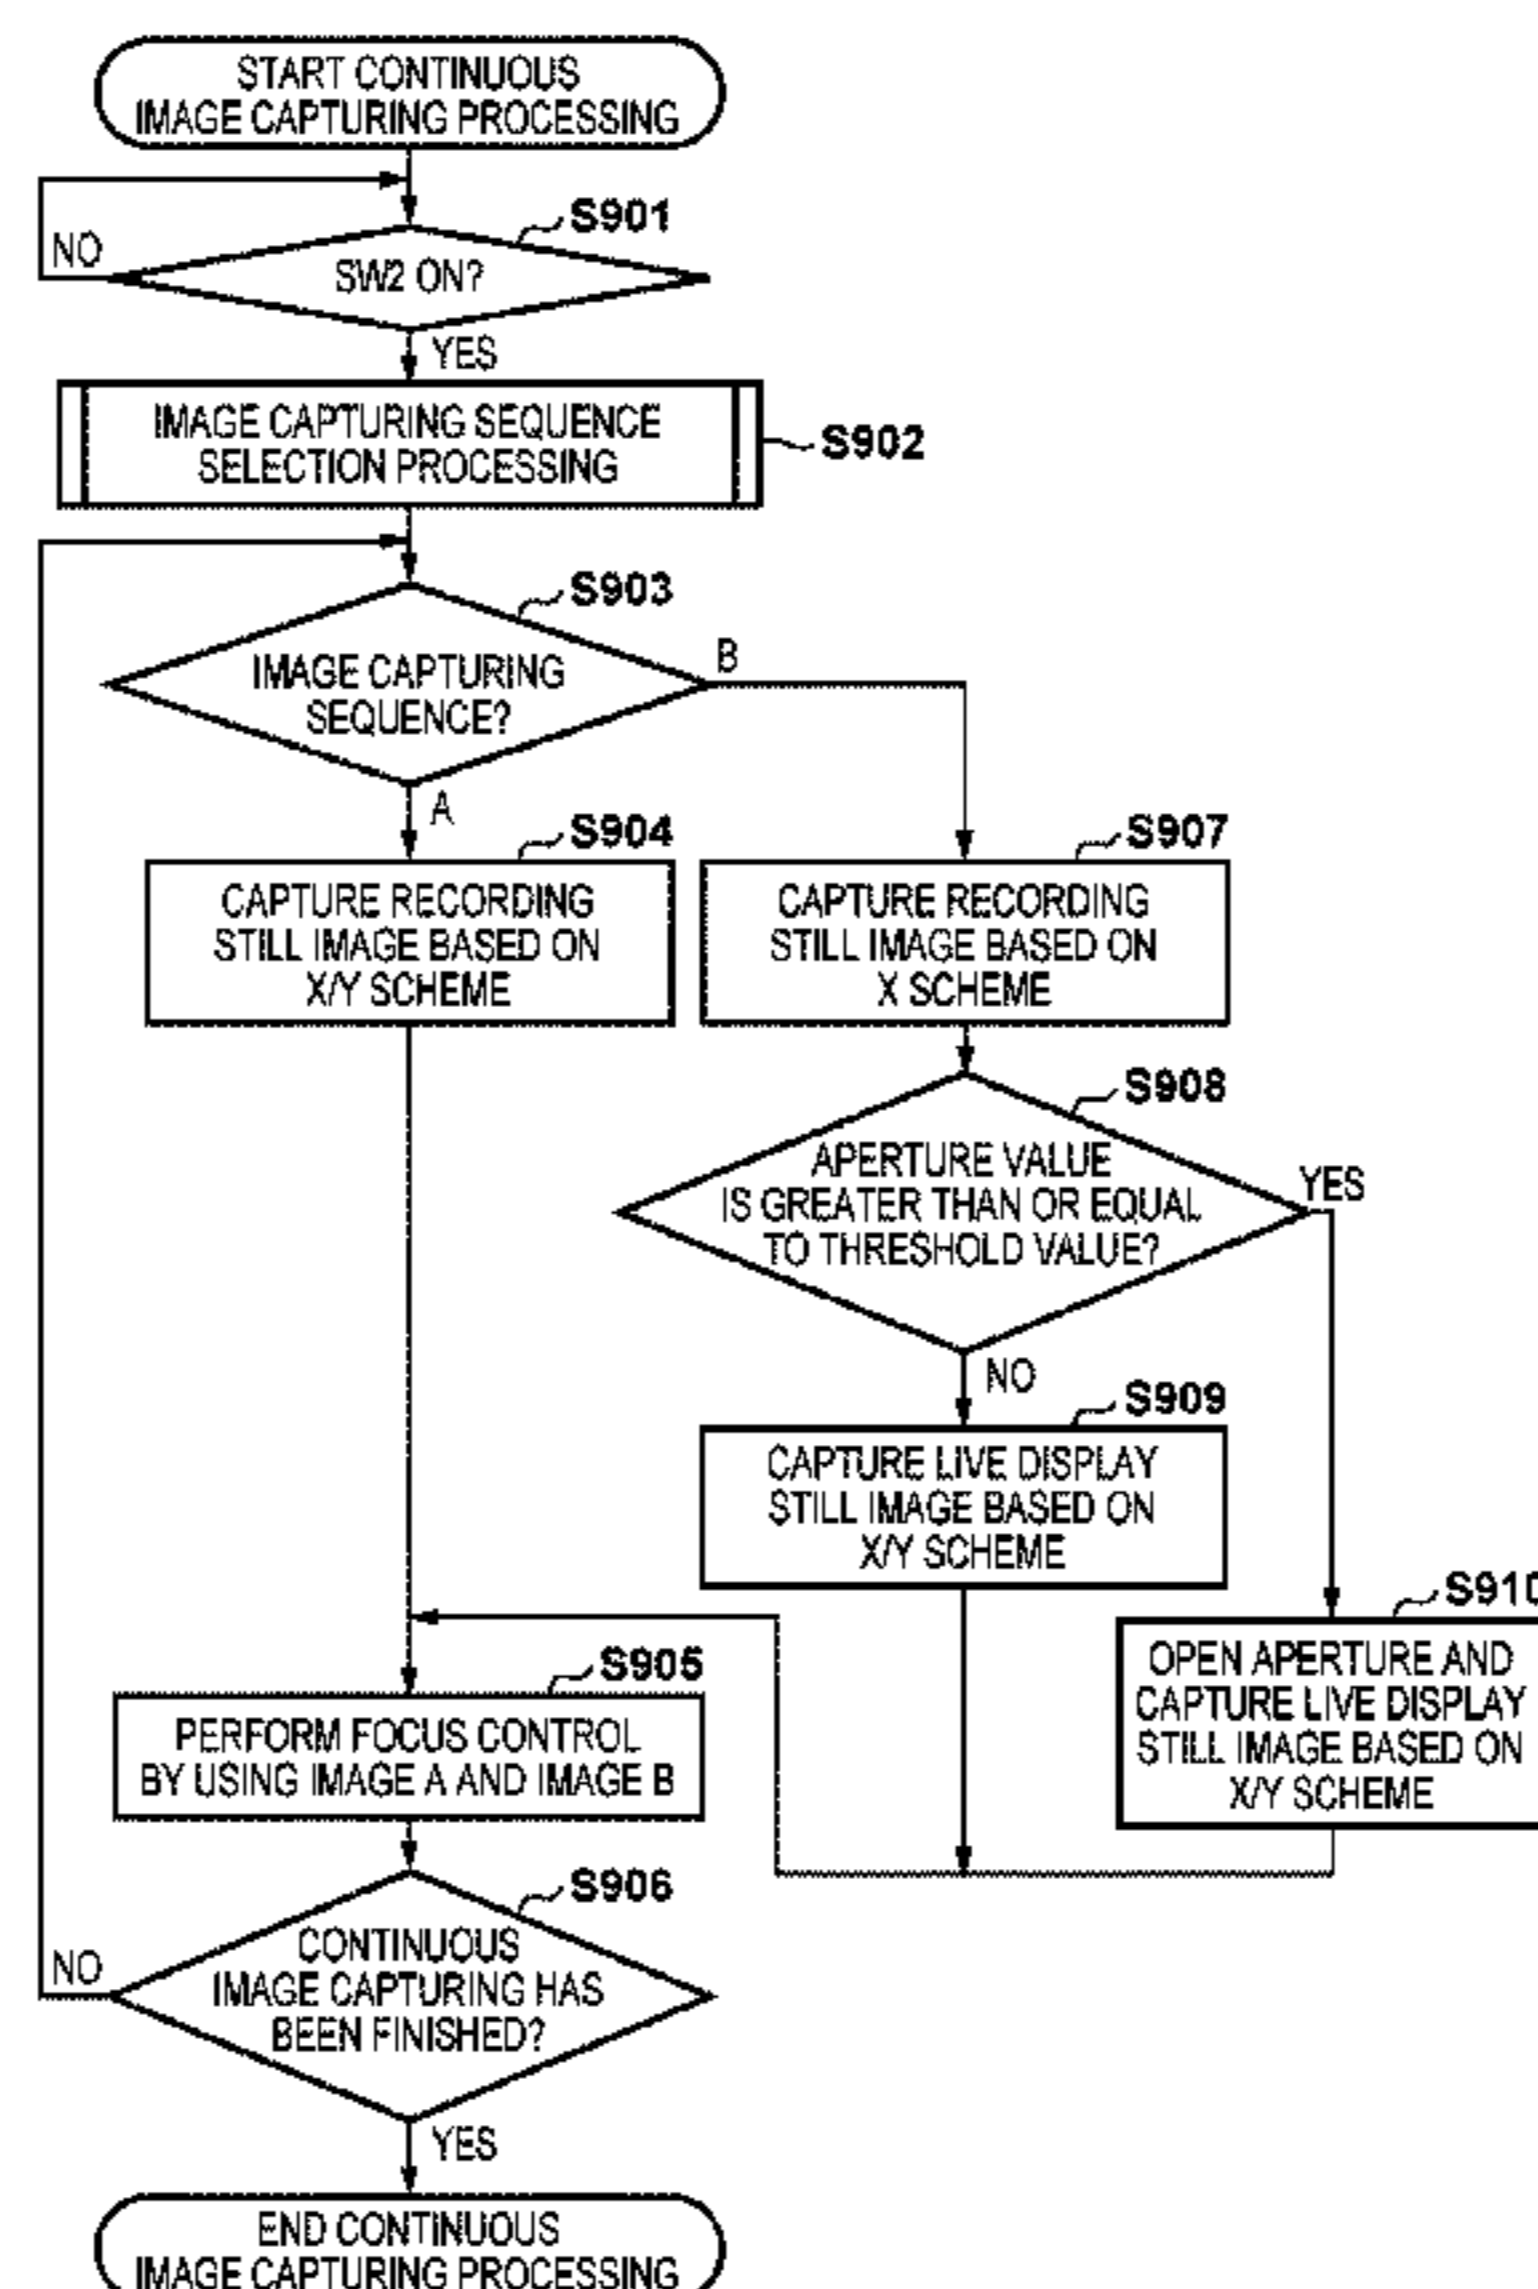 START CONTINUOUS
IMAGE CAPTURING PROCESSING
S901
NO
SW2 ON?
YES
IMAGE CAPTURING SEQUENCE
SELECTION PROCESSING
S902
S903
IMAGE CAPTURING
SEQUENCE?
B
A
S904
CAPTURE RECORDING
STILL IMAGE BASED ON
X/Y SCHEME
S907
CAPTURE RECORDING
STILL IMAGE BASED ON
X SCHEME
S908
APERTURE VALUE
IS GREATER THAN OR EQUAL
TO THRESHOLD VALUE?
YES
NO
S909
CAPTURE LIVE DISPLAY
STILL IMAGE BASED ON
X/Y SCHEME
S910
OPEN APERTURE AND
CAPTURE LIVE DISPLAY
STILL IMAGE BASED ON
X/Y SCHEME
S905
PERFORM FOCUS CONTROL
BY USING IMAGE A AND IMAGE B
S906
CONTINUOUS
IMAGE CAPTURING HAS
BEEN FINISHED?
NO
YES
END CONTINUOUS
IMAGE CAPTURING PROCESSING